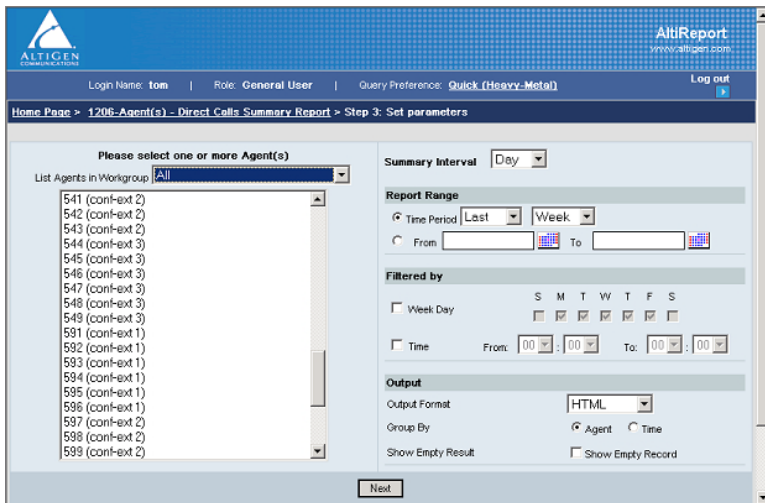 ALTIGEN
COMMUNICATIONS
AltiReport
www.altigen.com
Login Name: tom | Role: General User | Query Preference: Quick (Heavy-Metal)
Log out
Home Page > 1206-Agent(s) - Direct Calls Summary Report > Step 3: Set parameters
Please select one or more Agent(s)
List Agents in Workgroup All
541 (conf-ext 2)
542 (conf-ext 2)
543 (conf-ext 2)
544 (conf-ext 3)
545 (conf-ext 3)
546 (conf-ext 3)
547 (conf-ext 3)
548 (conf-ext 3)
549 (conf-ext 3)
591 (conf-ext 1)
592 (conf-ext 1)
593 (conf-ext 1)
594 (conf-ext 1)
595 (conf-ext 1)
596 (conf-ext 1)
597 (conf-ext 2)
598 (conf-ext 2)
599 (conf-ext 2)
Summary Interval Day
Report Range
Time Period Last Week
From To
Filtered by
S M T W T F S
Week Day
Time From: 00 : 00 To: 00 : 00
Output
Output Format HTML
Group By Agent Time
Show Empty Result Show Empty Record
Next